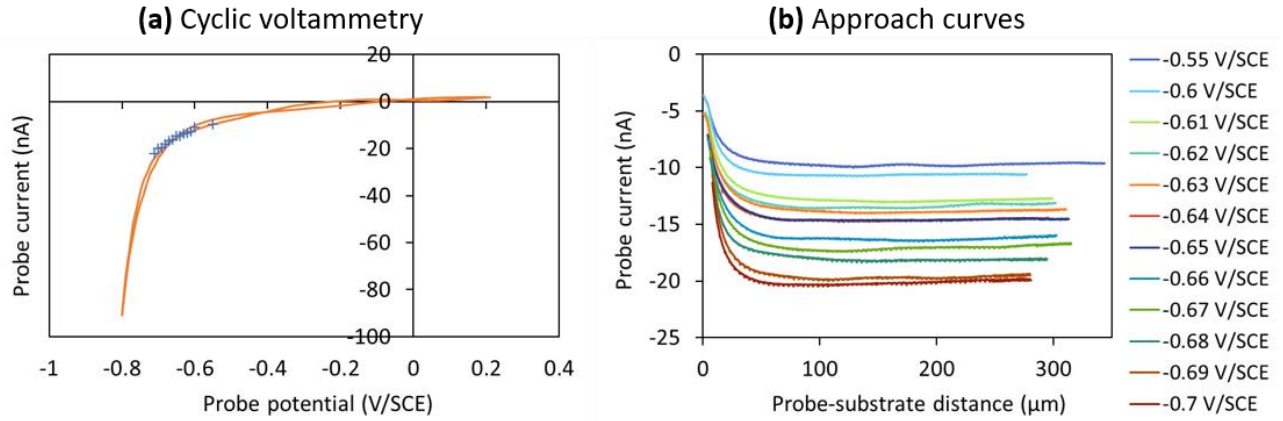 (a) Cyclic voltammetry
20
0
-20
-40
-60
-80
-100
-1 -0.8 -0.6 -0.4 -0.2 0 0.2 0.4
Probe current (nA)
Probe potential (V/SCE)
(b) Approach curves
0
-5
-10
-15
-20
-25
0 100 200 300
Probe current (nA)
Probe-substrate distance (µm)
-0.55 V/SCE
-0.6 V/SCE
-0.61 V/SCE
-0.62 V/SCE
-0.63 V/SCE
-0.64 V/SCE
-0.65 V/SCE
-0.66 V/SCE
-0.67 V/SCE
-0.68 V/SCE
-0.69 V/SCE
-0.7 V/SCE